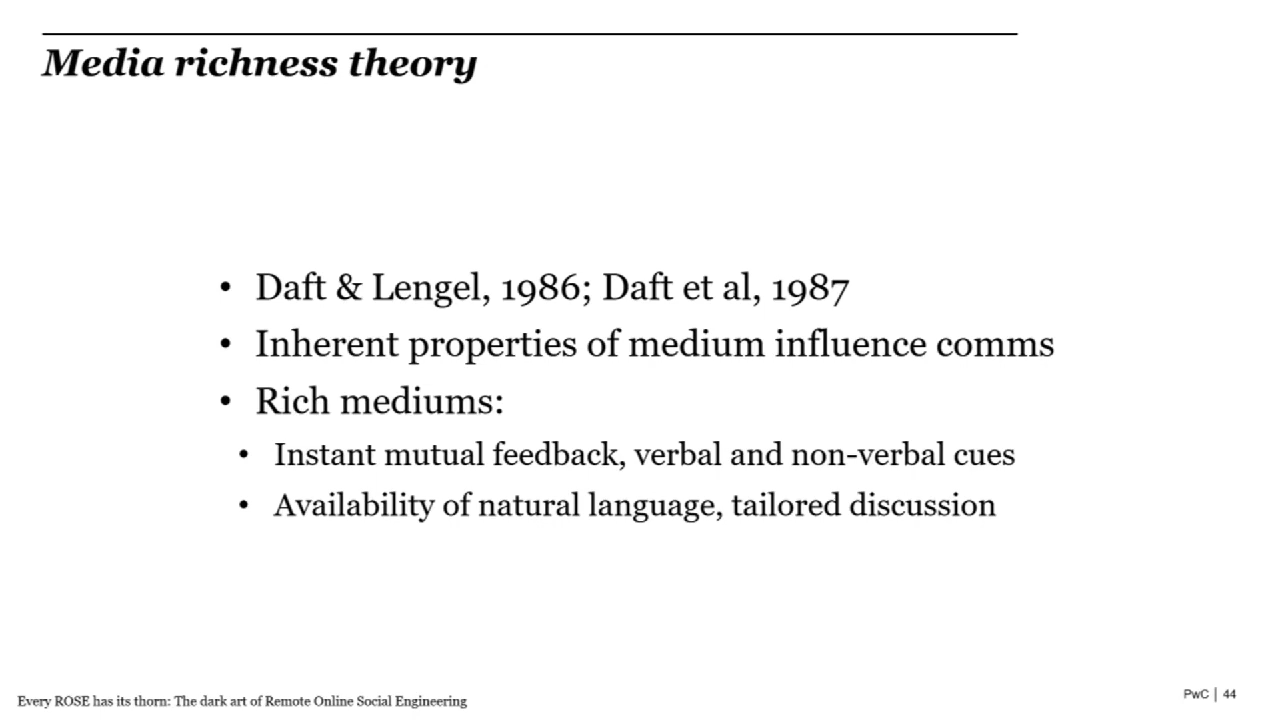 Media richness theory
• Daft & Lengel, 1986; Daft et al, 1987
• Inherent properties of medium influence comms
• Rich mediums:
• Instant mutual feedback, verbal and non-verbal cues
• Availability of natural language, tailored discussion
Every ROSE has its thorn: The dark art of Remote Online Social Engineering
PwC | 44